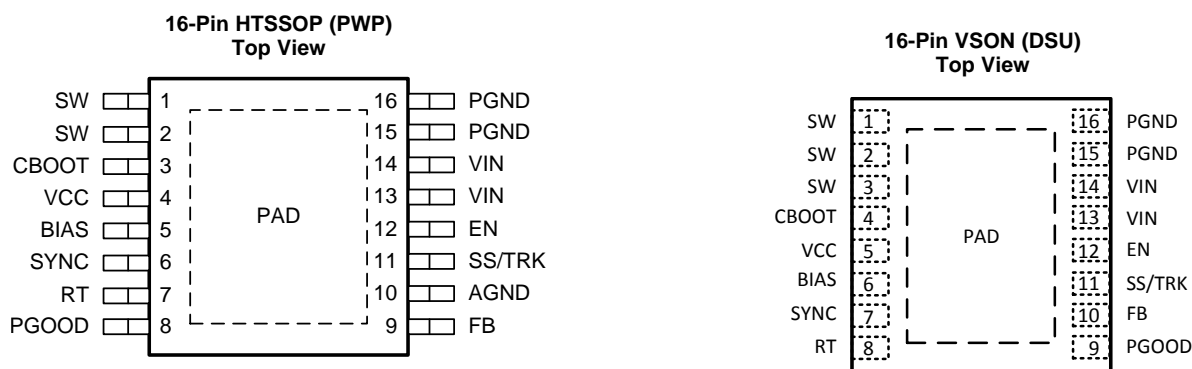 16-Pin HTSSOP (PWP)
Top View
SW 1 16 PGND
SW 2 15 PGND
CBOOT 3 14 VIN
VCC 4 13 VIN
BIAS 5 PAD 12 EN
SYNC 6 11 SS/TRK
RT 7 10 AGND
PGOOD 8 9 FB
16-Pin VSON (DSU)
Top View
SW 1 16 PGND
SW 2 15 PGND
SW 3 14 VIN
CBOOT 4 13 VIN
VCC 5 PAD 12 EN
BIAS 6 11 SS/TRK
SYNC 7 10 FB
RT 8 9 PGOOD